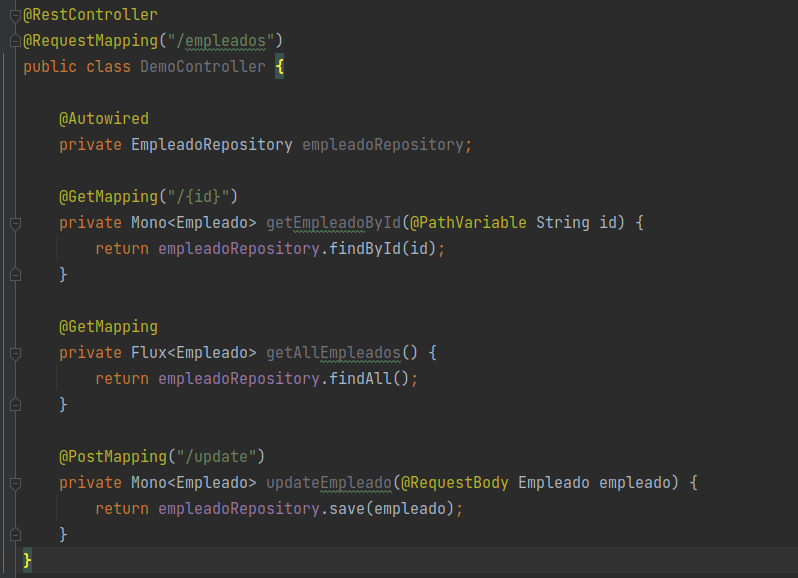 @RestController
@RequestMapping("/empleados")
public class DemoController {
@Autowired
private EmpleadoRepository empleadoRepository;
@GetMapping("/{id}")
private Mono<Empleado> getEmpleadoById(@PathVariable String id) {
return empleadoRepository.findById(id);
}
@GetMapping
private Flux<Empleado> getAllEmpleados() {
return empleadoRepository.findAll();
}
@PostMapping("/update")
private Mono<Empleado> updateEmpleado(@RequestBody Empleado empleado) {
return empleadoRepository.save(empleado);
}
}